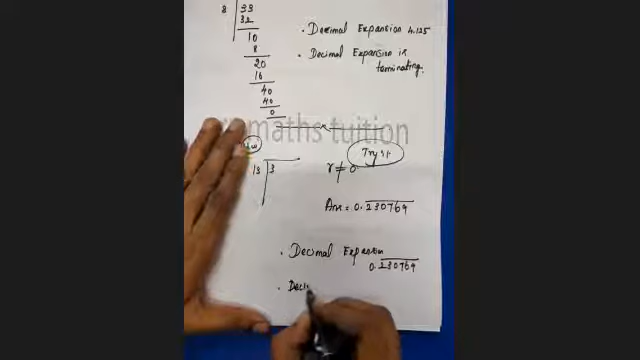 8 33
32
10
8
20
16
40
40
0
. Decimal Expansion 4.125
. Decimal Expansion is
terminating.
maths tuition
Try it
13 3
r ≠ 0
Ans = 0.230769
. Decimal Expansion
0.230769
. Deci